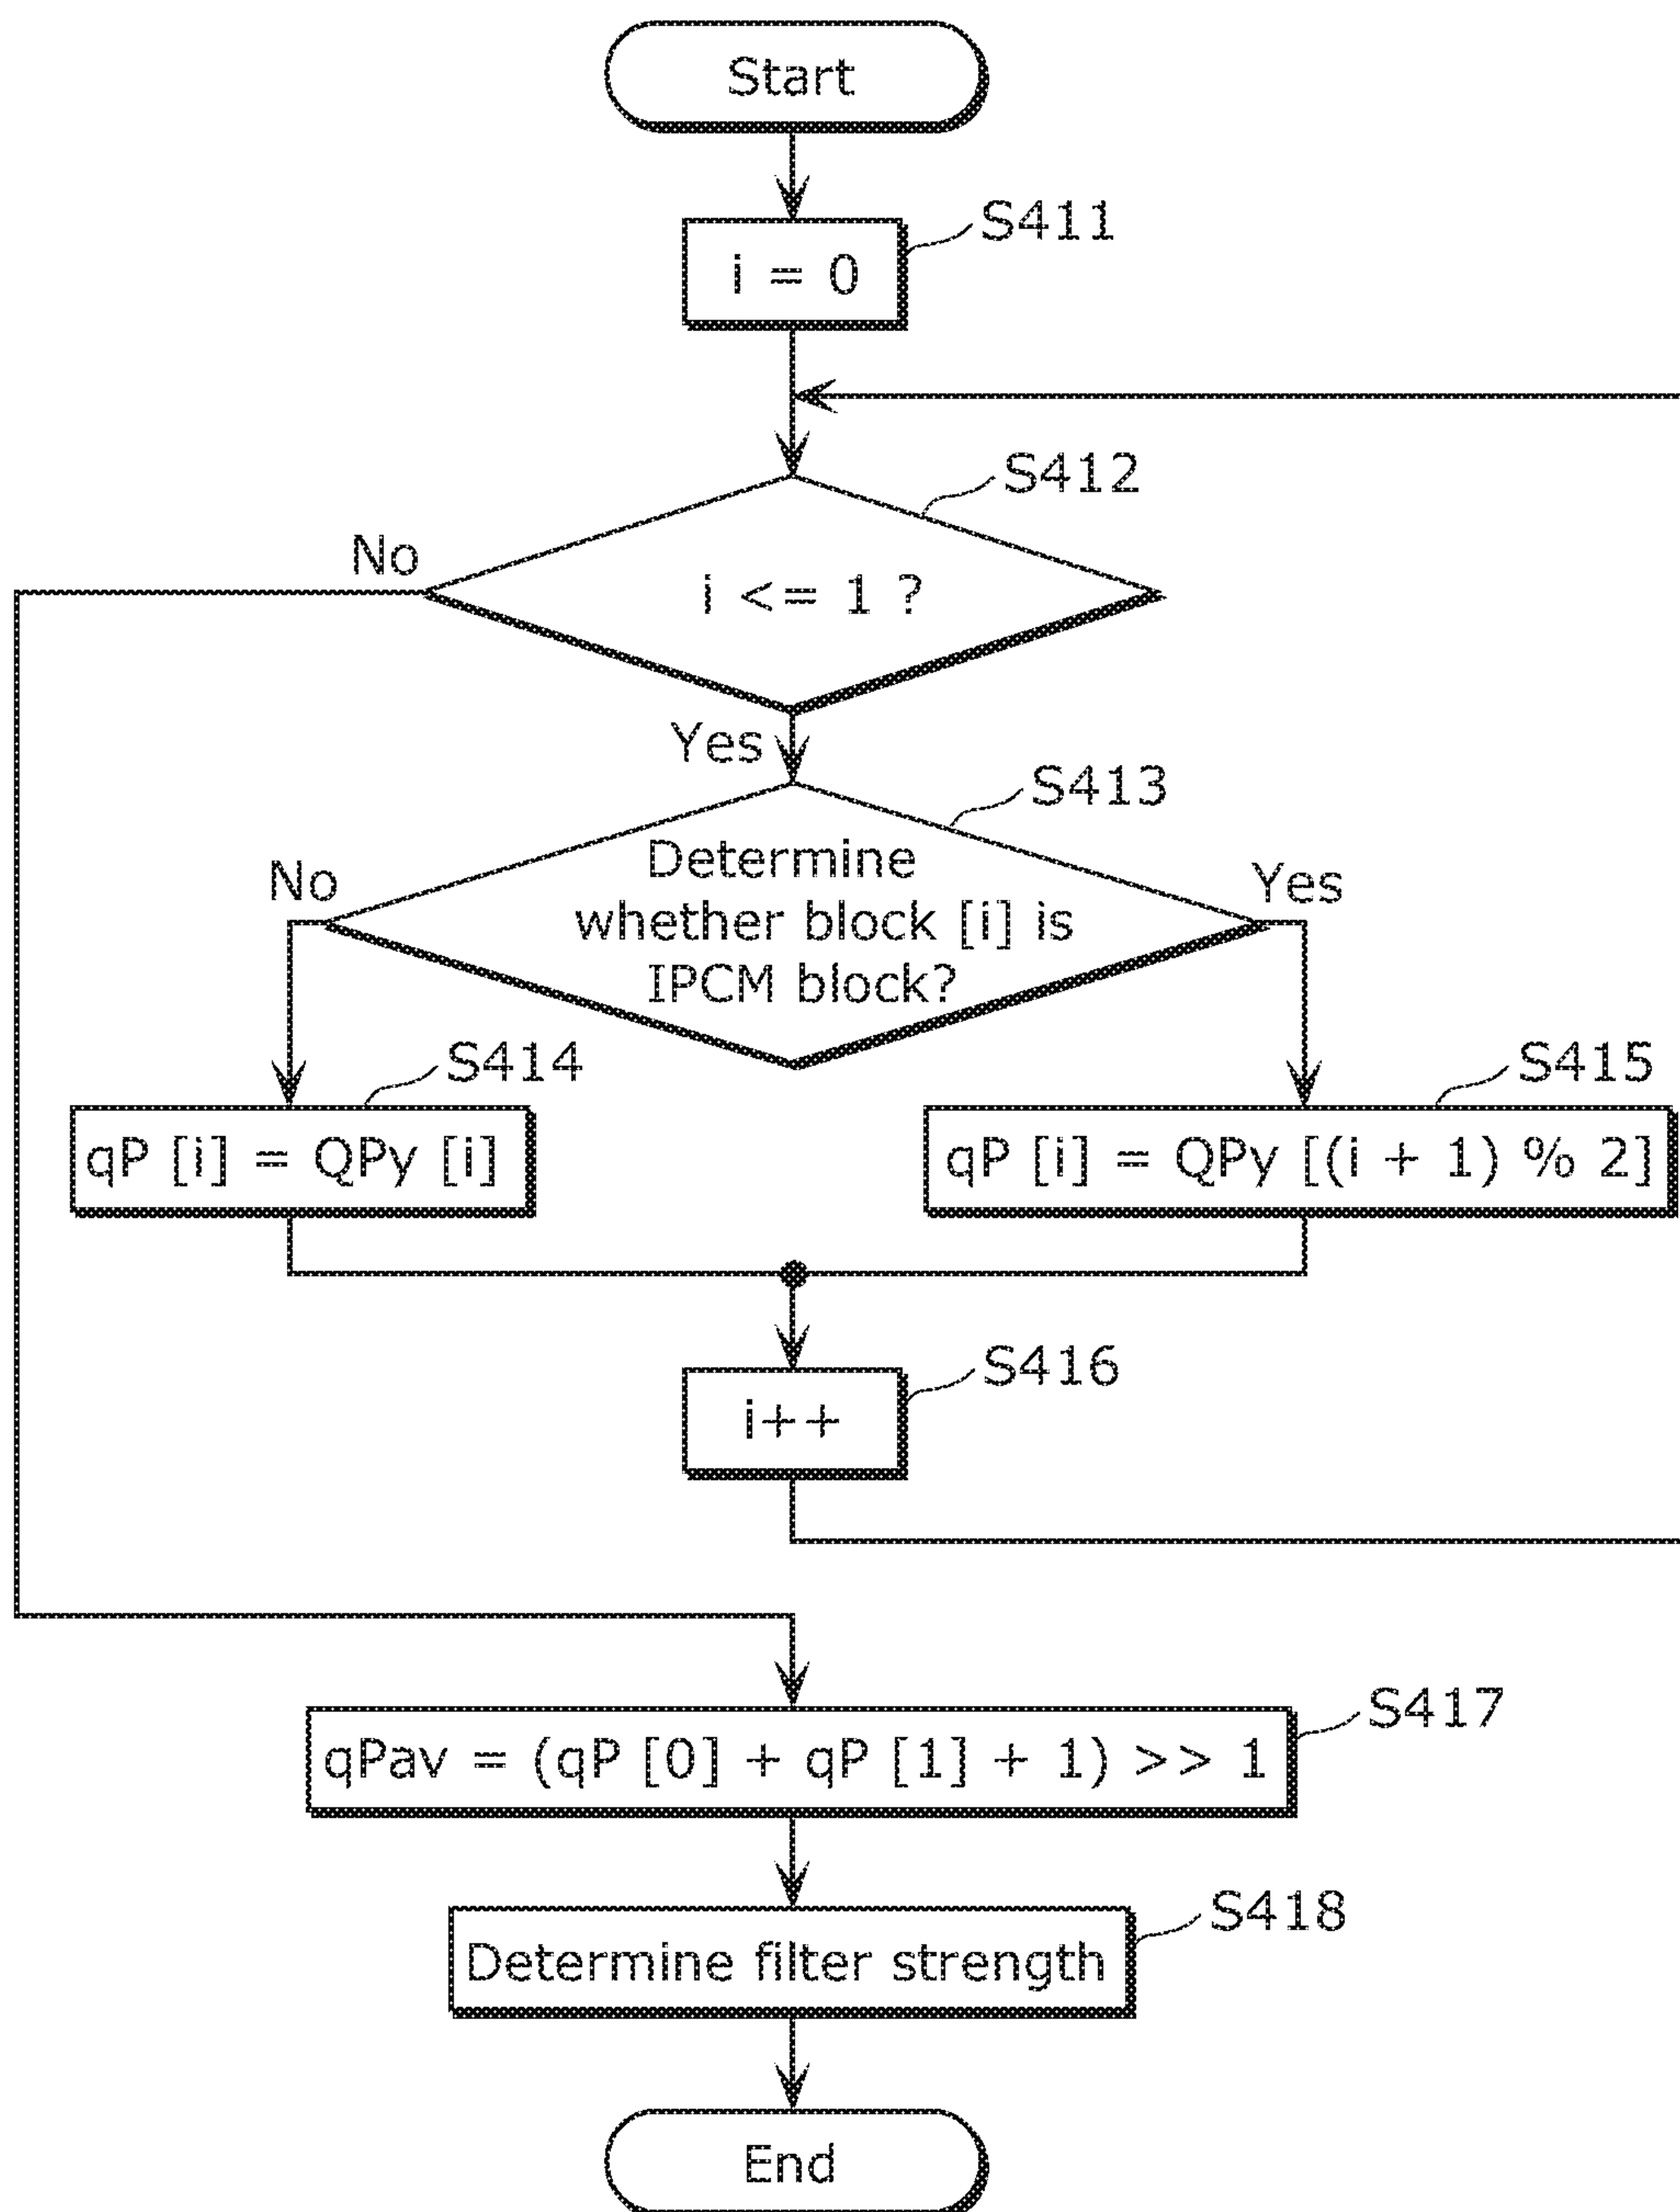 Start
S411
i = 0
S412
No
i <= 1 ?
Yes
S413
No
Determine
whether block [i] is
IPCM block?
Yes
S414
qP [i] = QPy [i]
S415
qP [i] = QPy [(i + 1) % 2]
S416
i++
S417
qPav = (qP [0] + qP [1] + 1) >> 1
S418
Determine filter strength
End